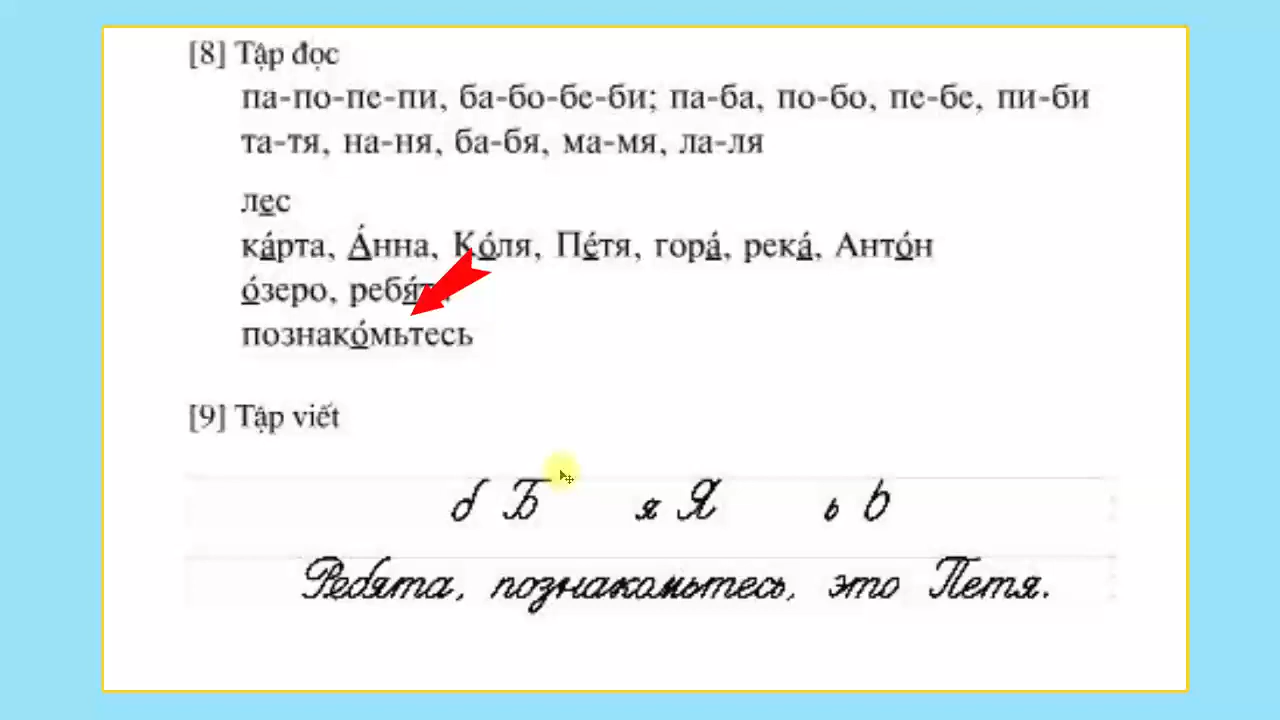 [8] Tập đọc
па-по-пе-пи, ба-бо-бе-би; па-ба, по-бо, пе-бе, пи-би
та-тя, на-ня, ба-бя, ма-мя, ла-ля
лес
ка́рта, А́нна, Ко́ля, Пе́тя, гора́, река́, Анто́н
о́зеро,
познако́мьтесь
[9] Tập viết
б Б я Я ь Ь
Ребята, познакомьтесь, это Петя.